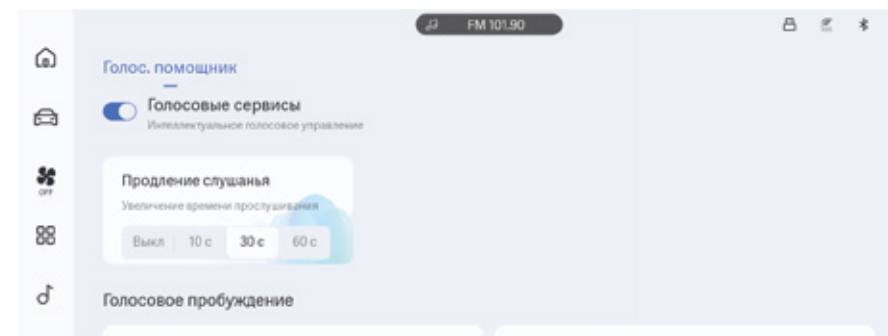 FM 101.90
Голос. помощник
Голосовые сервисы
Интеллектуальное голосовое управление
OFF
Продление слушанья
Увеличение времени прослушивания
Выкл 10 с 30 с 60 с
Голосовое пробуждение